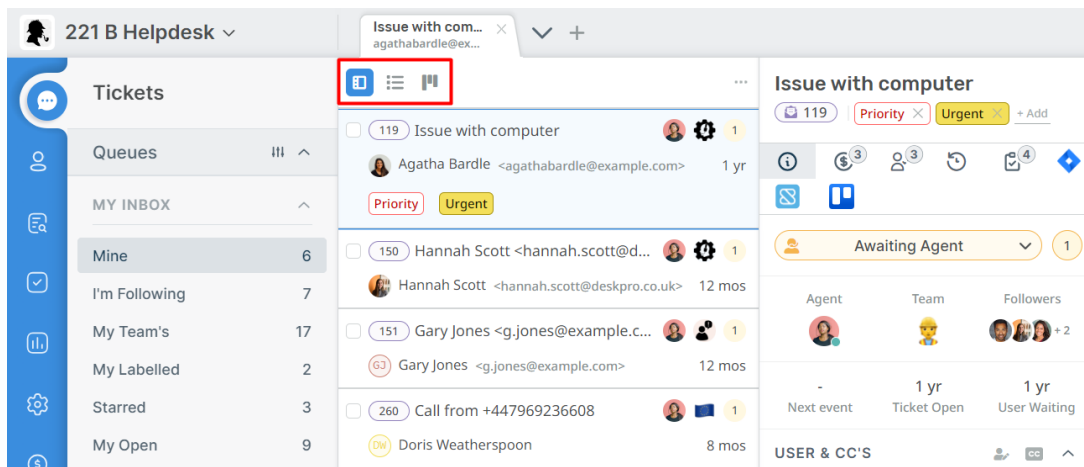 221 B Helpdesk
Issue with com...
agathabardle@ex...
Tickets
Queues
MY INBOX
Mine 6
I'm Following 7
My Team's 17
My Labelled 2
Starred 3
My Open 9
119 Issue with computer 1
Agatha Bardle <agathabardle@example.com> 1 yr
Priority Urgent
150 Hannah Scott <hannah.scott@d... 1
Hannah Scott <hannah.scott@deskpro.co.uk> 12 mos
151 Gary Jones <g.jones@example.c... 1
GJ Gary Jones <g.jones@example.com> 12 mos
260 Call from +447969236608 1
DW Doris Weatherspoon 8 mos
Issue with computer
119 Priority Urgent + Add
3 3 4
Awaiting Agent 1
Agent Team Followers
+ 2
- 1 yr 1 yr
Next event Ticket Open User Waiting
USER & CC'S CC